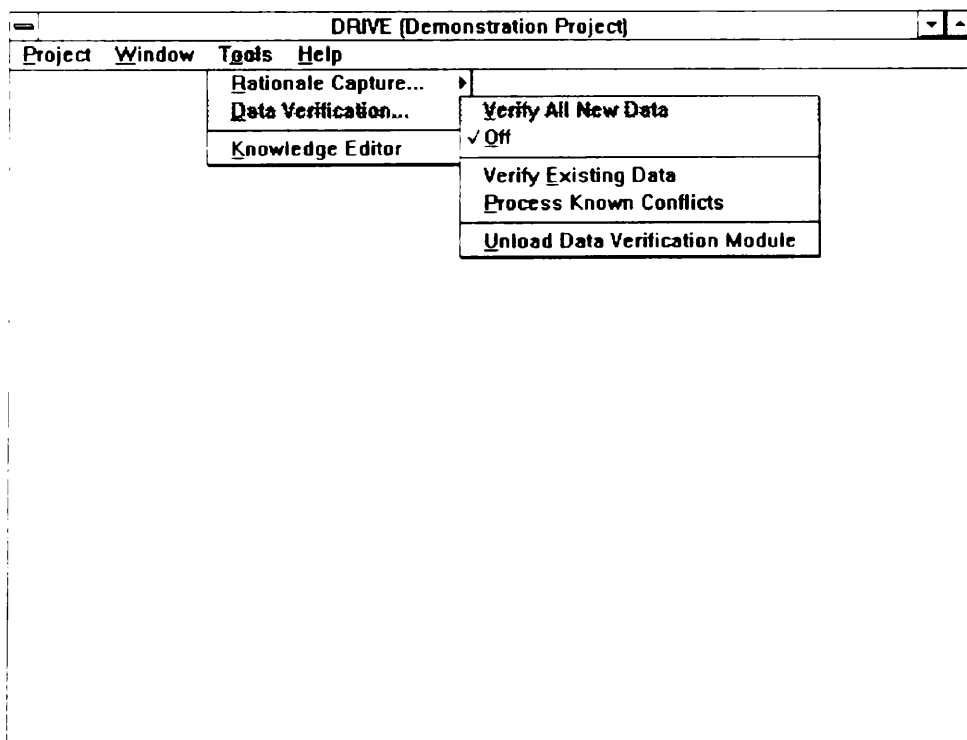 DRIVE (Demonstration Project)
Project Window Tools Help
Rationale Capture...
Data Verification...
Knowledge Editor
Verify All New Data
✓ Off
Verify Existing Data
Process Known Conflicts
Unload Data Verification Module